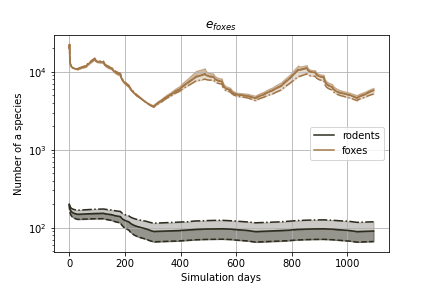 e_foxes
Number of a species
10^4
10^3
10^2
rodents
foxes
0 200 400 600 800 1000
Simulation days